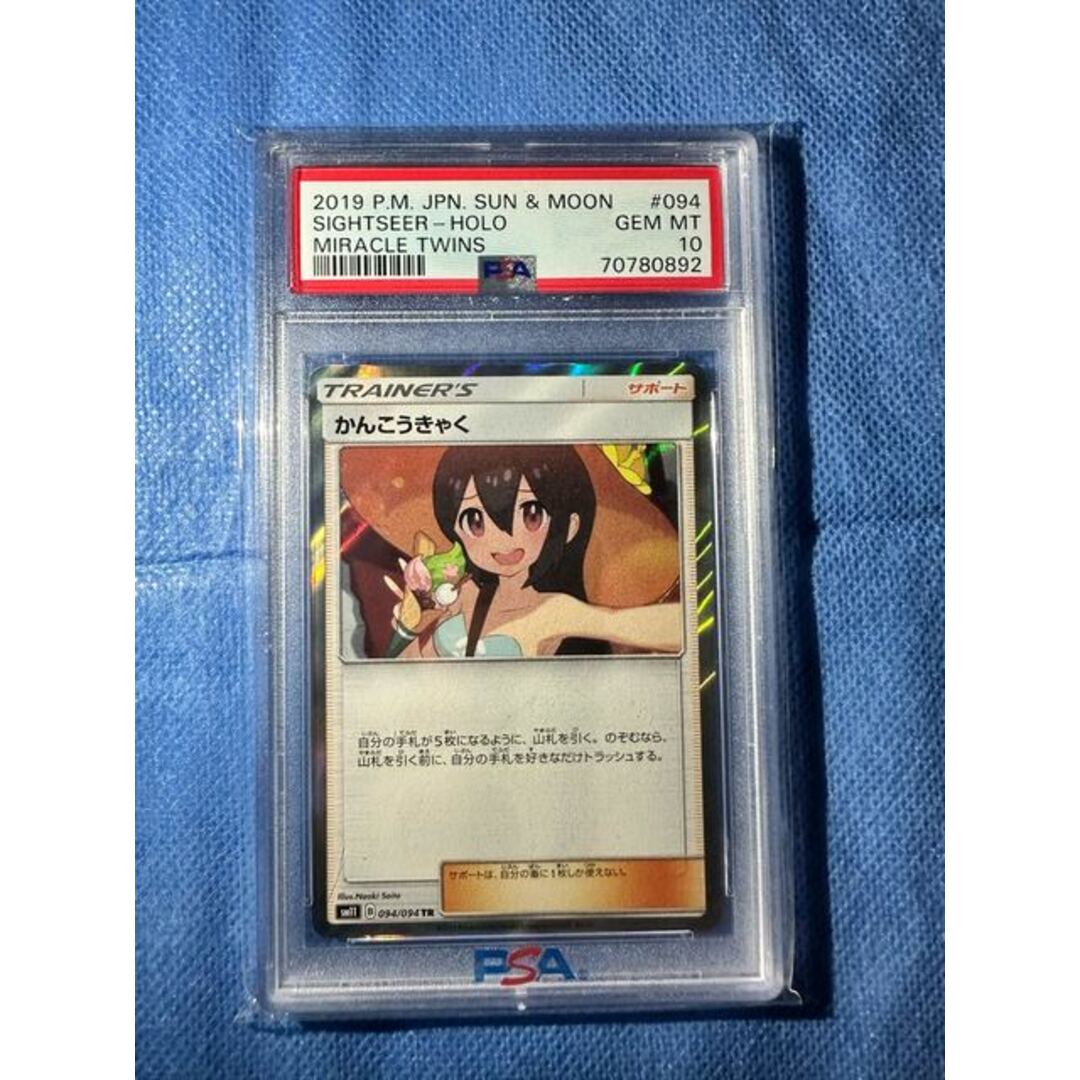 2019 P.M. JPN. SUN & MOON #094
SIGHTSEER-HOLO GEM MT
MIRACLE TWINS 10
PSA 70780892
TRAINER'S サポート
かんこうきゃく
自分の手札が5枚になるように、山札を引く。のぞむなら、
山札を引く前に、自分の手札を好きなだけトラッシュする。
サポートは、自分の番に1枚しか使えない。
Illus.Naoki Saito
sm11 D 094/094 TR
PSA